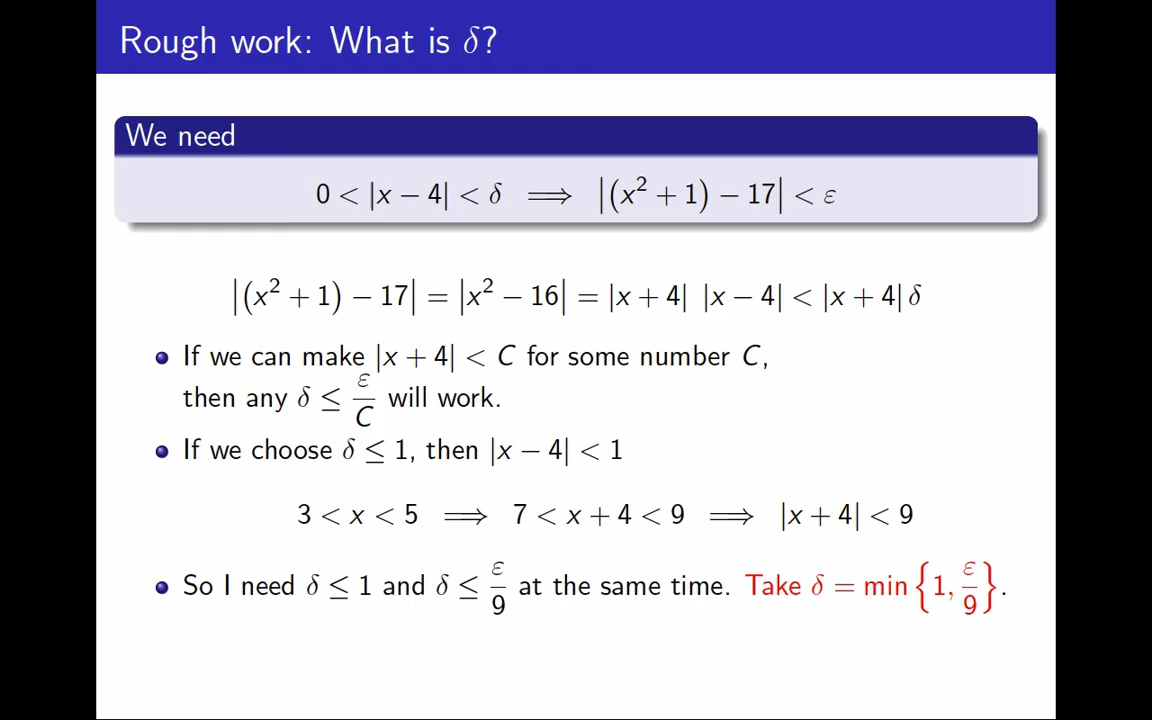 Rough work: What is δ?
We need
0 < |x − 4| < δ ⟹ |(x² + 1) − 17| < ε
|(x² + 1) − 17| = |x² − 16| = |x + 4| |x − 4| < |x + 4| δ
If we can make |x + 4| < C for some number C,
then any δ ≤ ε/C will work.
If we choose δ ≤ 1, then |x − 4| < 1
3 < x < 5 ⟹ 7 < x + 4 < 9 ⟹ |x + 4| < 9
So I need δ ≤ 1 and δ ≤ ε/9 at the same time. Take δ = min {1, ε/9}.